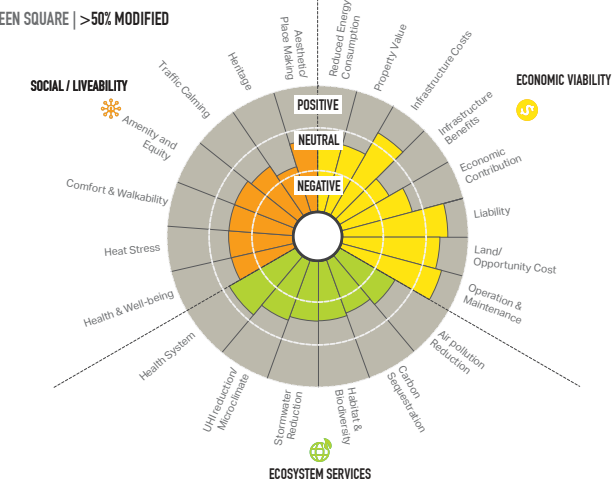 EEN SQUARE | >50% MODIFIED
SOCIAL / LIVEABILITY
ECONOMIC VIABILITY
POSITIVE
NEUTRAL
NEGATIVE
Reduced Energy
Consumption
Property Value
Infrastructure Costs
Infrastructure
Benefits
Economic
Contribution
Liability
Land/
Opportunity Cost
Operation &
Maintenance
Air pollution
Reduction
Carbon
Sequestration
Habitat &
Biodiversity
Stormwater
Reduction
UHI reduction/
Microclimate
Health System
Health & Well-being
Heat Stress
Comfort & Walkability
Amenity and
Equity
Traffic Calming
Heritage
Aesthetic/
Place Making
ECOSYSTEM SERVICES